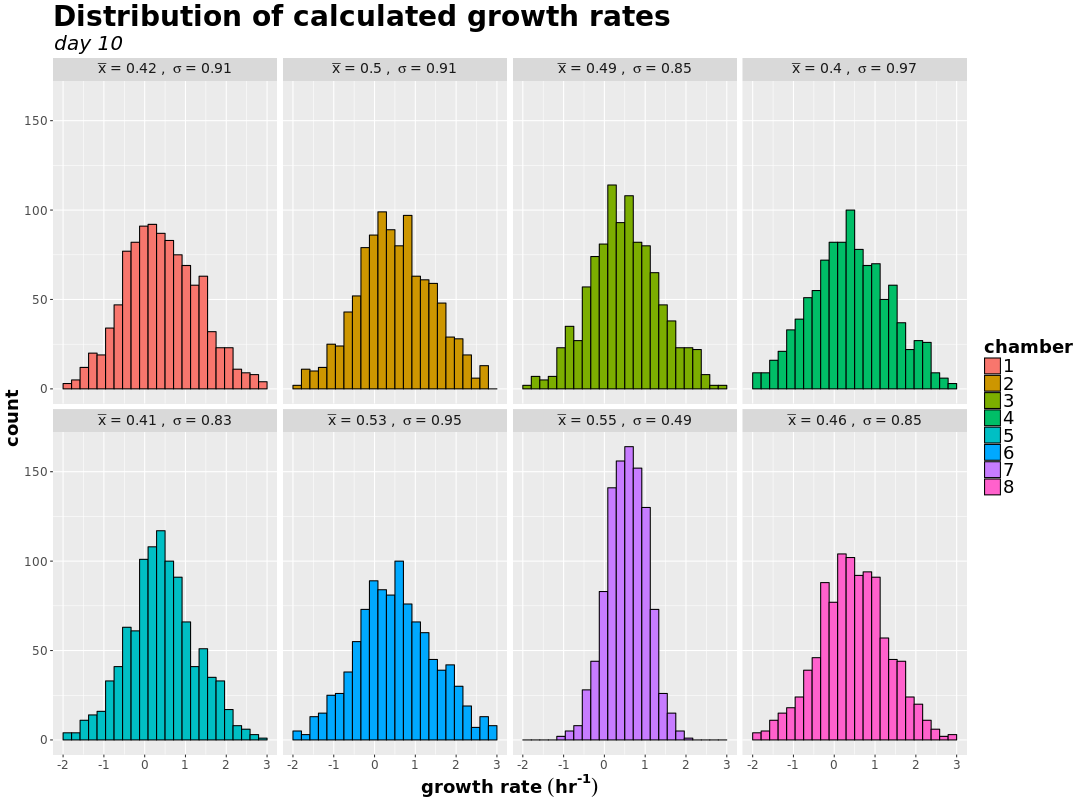 Distribution of calculated growth rates
day 10
x̅ = 0.42 , σ = 0.91
x̅ = 0.5 , σ = 0.91
x̅ = 0.49 , σ = 0.85
x̅ = 0.4 , σ = 0.97
150
100
50
0
x̅ = 0.41 , σ = 0.83
x̅ = 0.53 , σ = 0.95
x̅ = 0.55 , σ = 0.49
x̅ = 0.46 , σ = 0.85
150
100
50
0
count
-2 -1 0 1 2 3
-2 -1 0 1 2 3
-2 -1 0 1 2 3
-2 -1 0 1 2 3
growth rate (hr⁻¹)
chamber
1
2
3
4
5
6
7
8